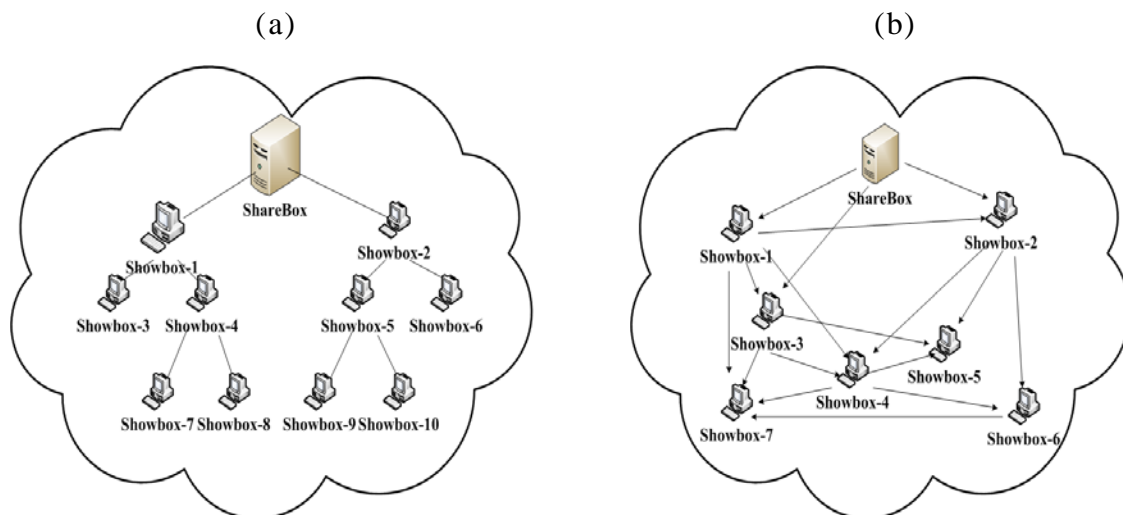 (a)
ShareBox
Showbox-1
Showbox-2
Showbox-3 Showbox-4
Showbox-5 Showbox-6
Showbox-7 Showbox-8 Showbox-9 Showbox-10
(b)
ShareBox
Showbox-1
Showbox-2
Showbox-3
Showbox-5
Showbox-4
Showbox-7
Showbox-6